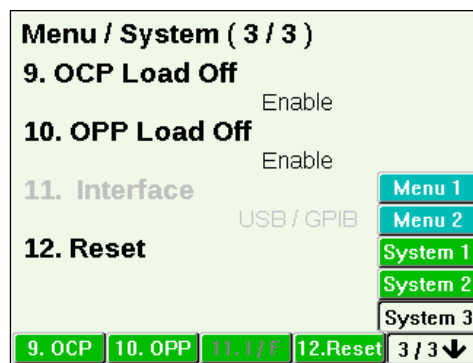 Menu / System ( 3 / 3 )
9. OCP Load Off
Enable
10. OPP Load Off
Enable
11. Interface
USB / GPIB
12. Reset
Menu 1
Menu 2
System 1
System 2
System 3
9. OCP 10. OPP 11. I / F 12.Reset 3 / 3 🡫